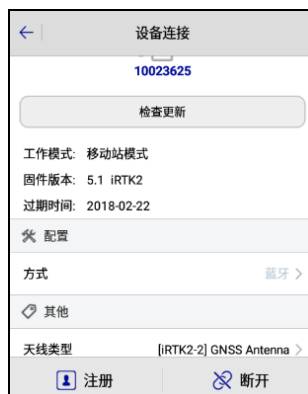 设备连接
10023625
检查更新
工作模式: 移动站模式
固件版本: 5.1 iRTK2
过期时间: 2018-02-22
配置
方式 蓝牙
其他
天线类型 [iRTK2-2] GNSS Antenna
注册 断开